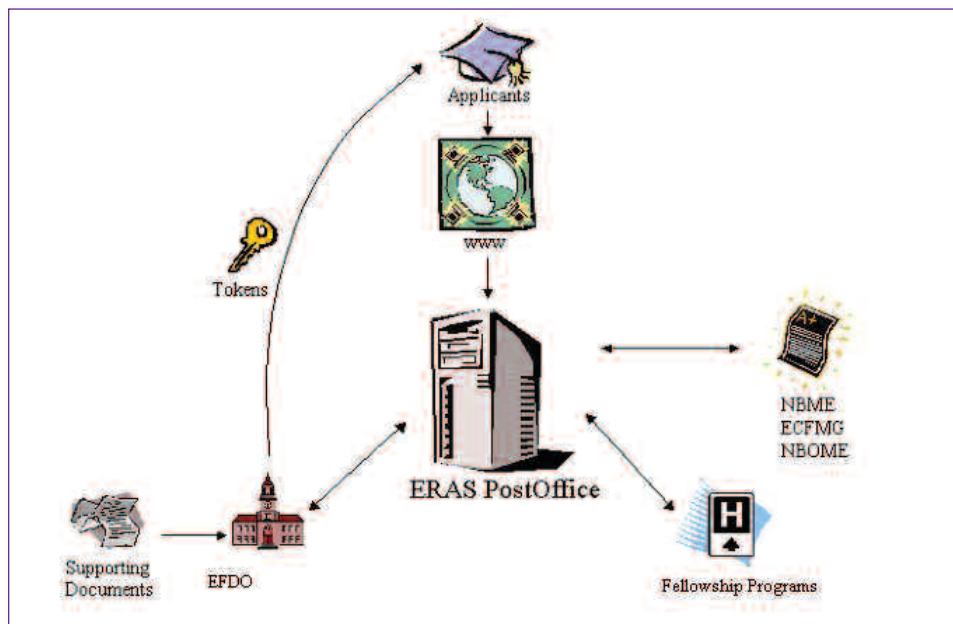 Applicants
WWW
Tokens
A+
NBME
ECFMG
NBOME
ERAS PostOffice
H
Supporting
Documents
EFDO
Fellowship Programs